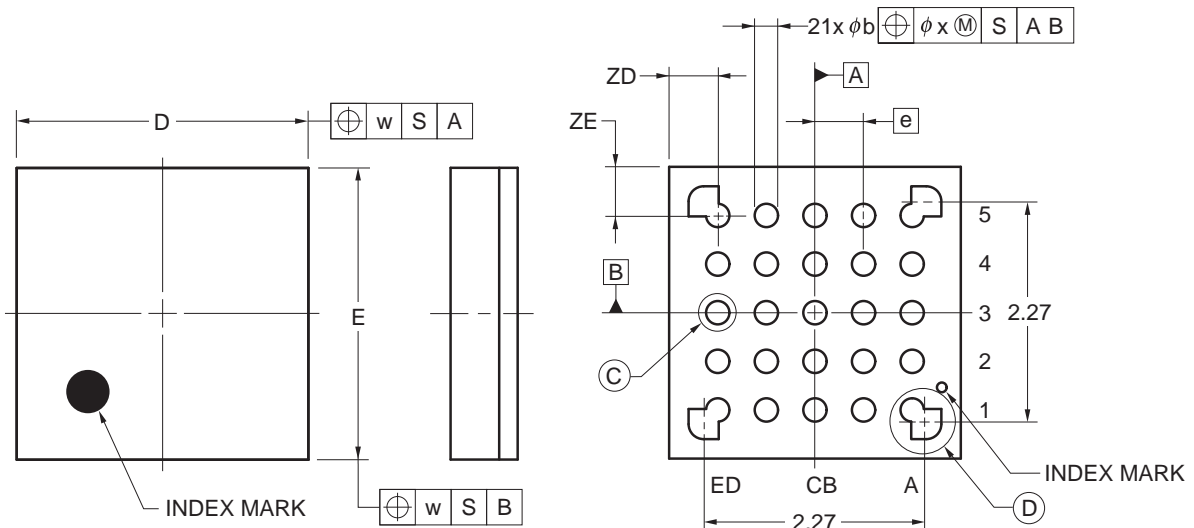 21x ϕb ⌖ ϕ x Ⓜ S A B
ZD
A
D
⌖ w S A
ZE
e
5
B
4
E
3
2.27
C
2
1
INDEX MARK
INDEX MARK
ED CB A
D
⌖ w S B
2.27